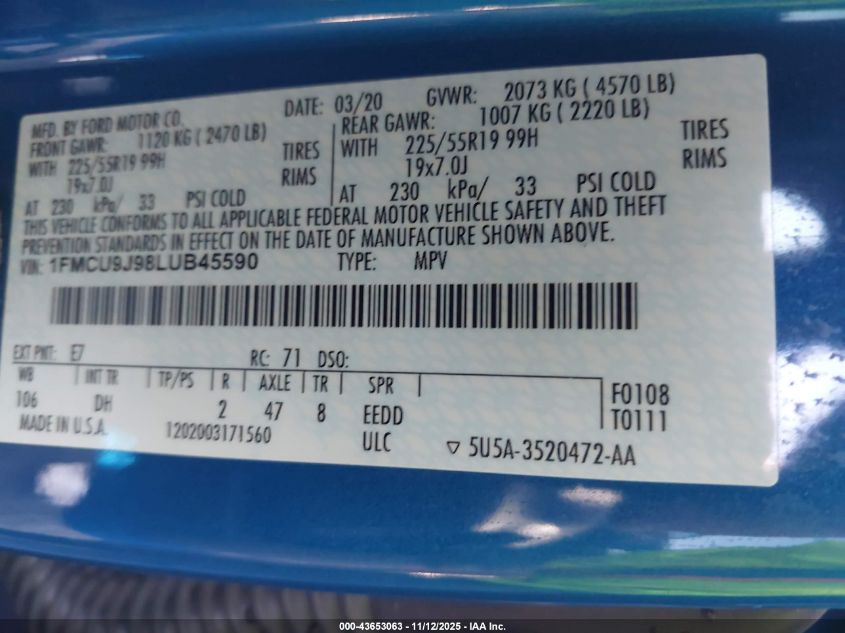 MFD. BY FORD MOTOR CO. DATE: 03/20 GVWR: 2073 KG ( 4570 LB)
FRONT GAWR: 1120 KG ( 2470 LB) REAR GAWR: 1007 KG ( 2220 LB)
WITH 225/55R19 99H TIRES WITH 225/55R19 99H TIRES
19x7.0J RIMS 19x7.0J RIMS
AT 230 kPa/ 33 PSI COLD AT 230 kPa/ 33 PSI COLD
THIS VEHICLE CONFORMS TO ALL APPLICABLE FEDERAL MOTOR VEHICLE SAFETY AND THEFT
PREVENTION STANDARDS IN EFFECT ON THE DATE OF MANUFACTURE SHOWN ABOVE.
VIN: 1FMCU9J98LUB45590 TYPE: MPV
EXT PNT: E7 RC: 71 DSO:
WB INT TR TP/PS R AXLE TR SPR
106 DH 2 47 8 EEDD F0108
T0111
MADE IN U.S.A. 1202003171560 ULC ▽ 5U5A-3520472-AA
000-43653063 - 11/12/2025 - IAA Inc.